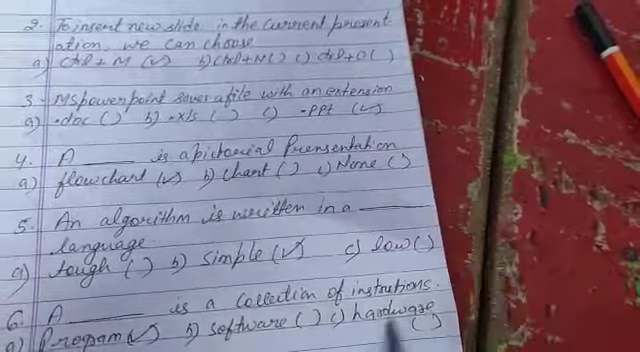 2. To insert new slide in the current present
ation, we can choose
a) ctrl + M (✓) b) ctrl + N ( ) c) ctrl + O ( )
3. MS powerpoint saves a file with an extension
a) .doc ( ) b) .xls ( ) c) .PPT (✓)
4. A ______ is a pictorial Presentation
a) flowchart (✓) b) Chart ( ) c) None ( )
5. An algorithm is written in a ______
language.
a) tough ( ) b) simple (✓) c) low ( )
6. A ______ is a Collection of instrutions.
a) Program (✓) b) software ( ) c) hardware ( )